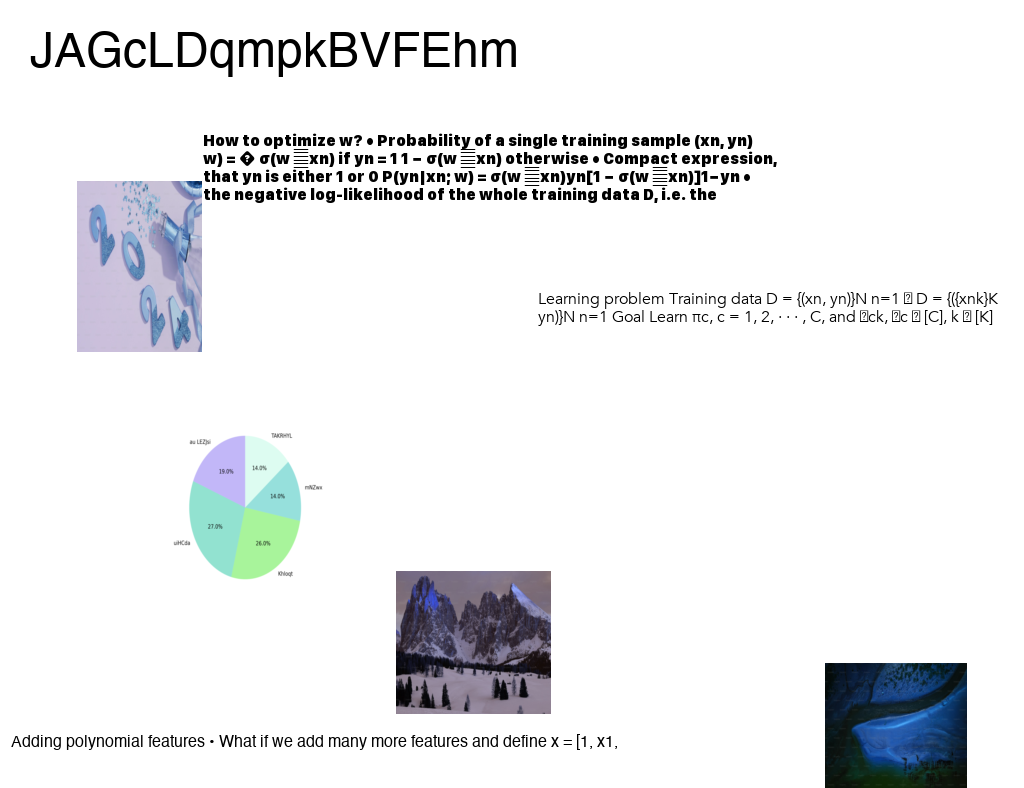 JAGcLDqmpkBVFEhm
How to optimize w? • Probability of a single training sample (xn, yn)
w) = � σ(w 𝌆xn) if yn = 1 1 − σ(w 𝌆xn) otherwise • Compact expression,
that yn is either 1 or 0 P(yn|xn; w) = σ(w 𝌆xn)yn[1 − σ(w 𝌆xn)]1−yn •
the negative log-likelihood of the whole training data D, i.e. the
Learning problem Training data D = {(xn, yn)}N n=1 D = {({xnk}K
yn)}N n=1 Goal Learn πc, c = 1, 2, · · · , C, and ck, c [C], k [K]
TAKRHYL
au LEZJsi
19.0%
14.0%
mNZwx
14.0%
27.0%
26.0%
uiHCda
Khloqt
2024
Adding polynomial features • What if we add many more features and define x = [1, x1,